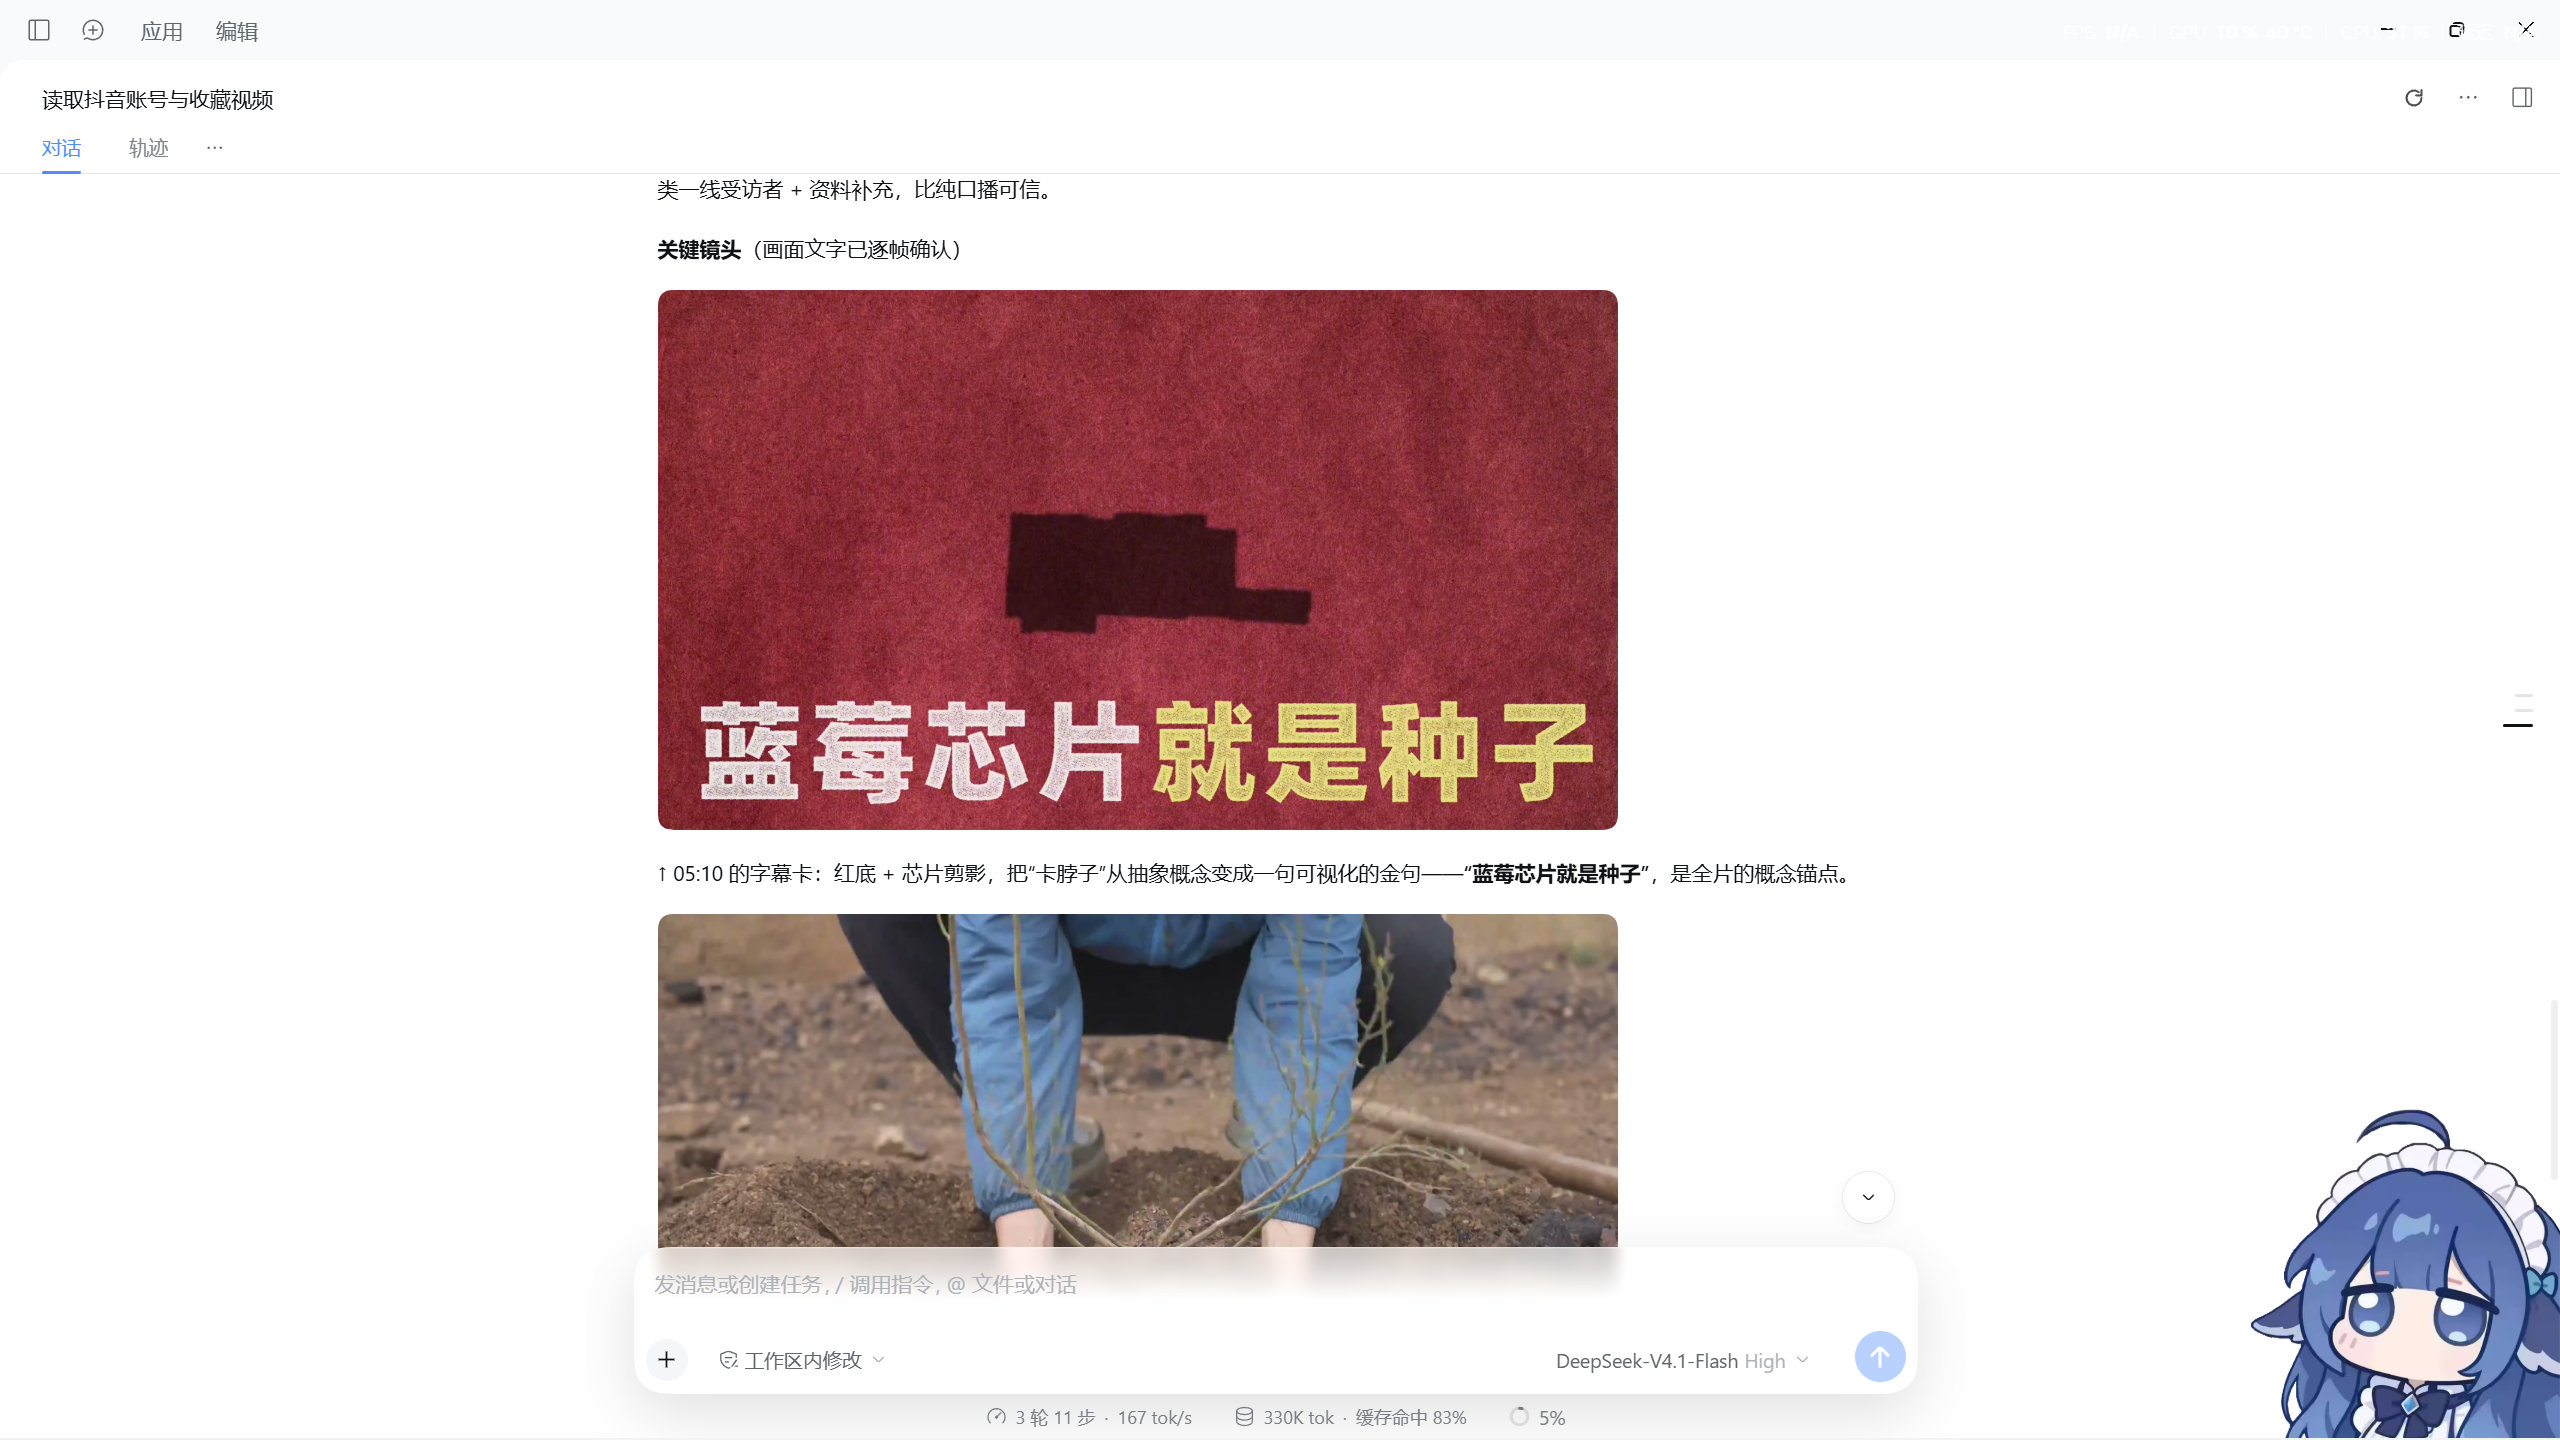 应用 编辑
读取抖音账号与收藏视频
对话 轨迹 ···
类一线受访者 + 资料补充，比纯口播可信。
关键镜头（画面文字已逐帧确认）
蓝莓芯片就是种子
↑ 05:10 的字幕卡：红底 + 芯片剪影，把“卡脖子”从抽象概念变成一句可视化的金句——“蓝莓芯片就是种子”，是全片的概念锚点。
发消息或创建任务, / 调用指令, @ 文件或对话
工作区内修改
DeepSeek-V4.1-Flash High
3 轮 11 步 · 167 tok/s 330K tok · 缓存命中 83% 5%